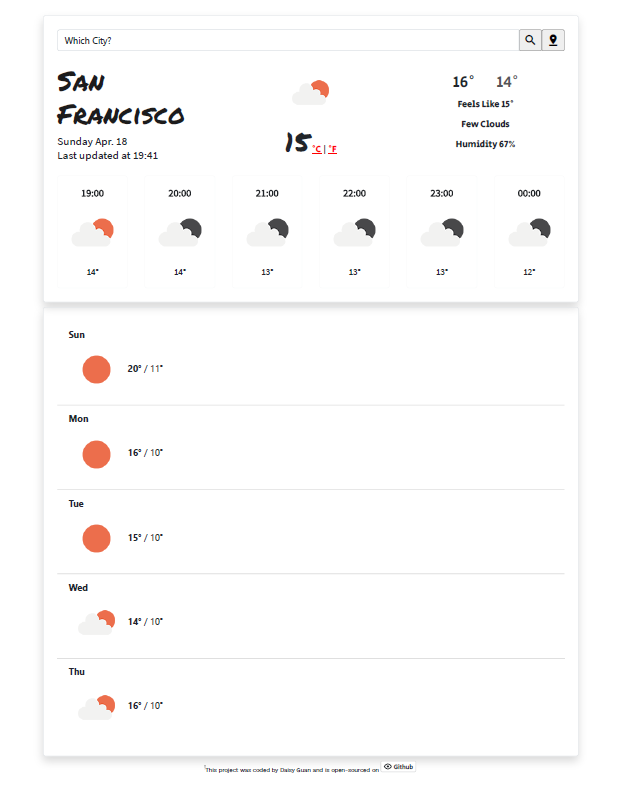 Which City?
San
Francisco
Sunday Apr. 18
Last updated at 19:41
15 °C | °F
16° 14°
Feels Like 15°
Few Clouds
Humidity 67%
19:00 20:00 21:00 22:00 23:00 00:00
14° 14° 13° 13° 13° 12°
Sun
20° / 11°
Mon
16° / 10°
Tue
15° / 10°
Wed
14° / 10°
Thu
16° / 10°
This project was coded by Daisy Guan and is open-sourced on Github